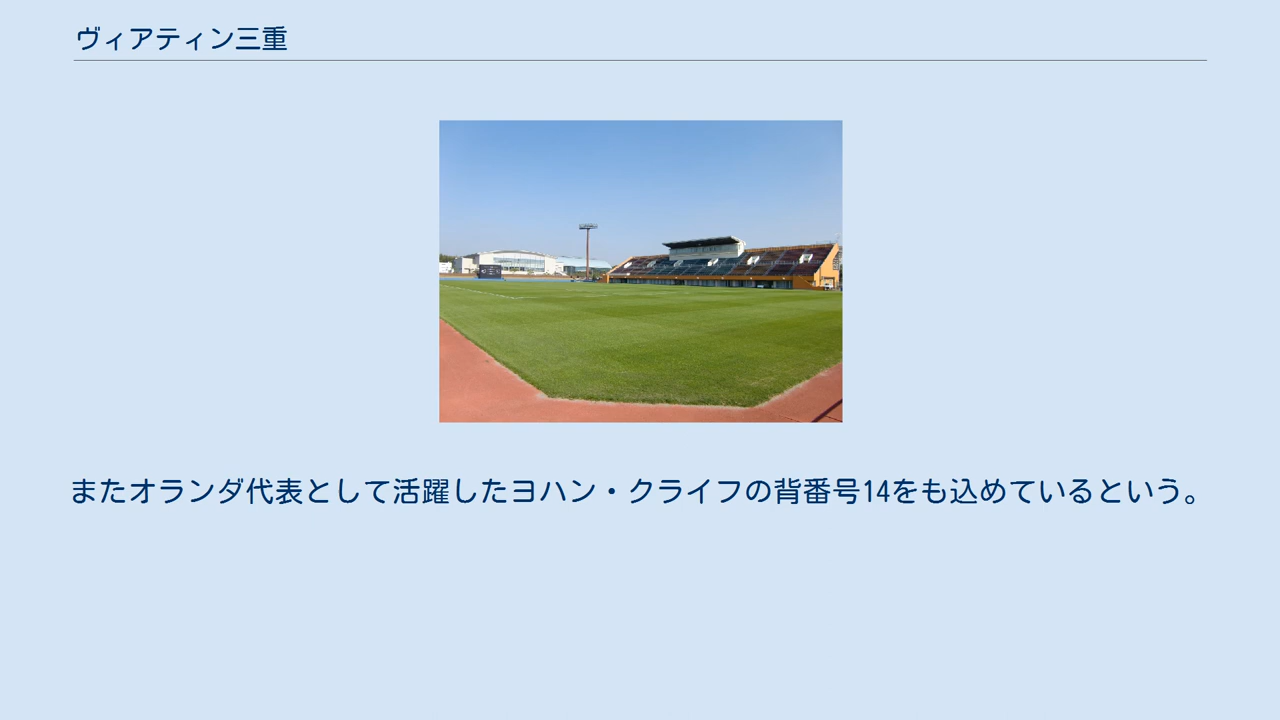 ヴィアティン三重
またオランダ代表として活躍したヨハン・クライフの背番号14をも込めているという。